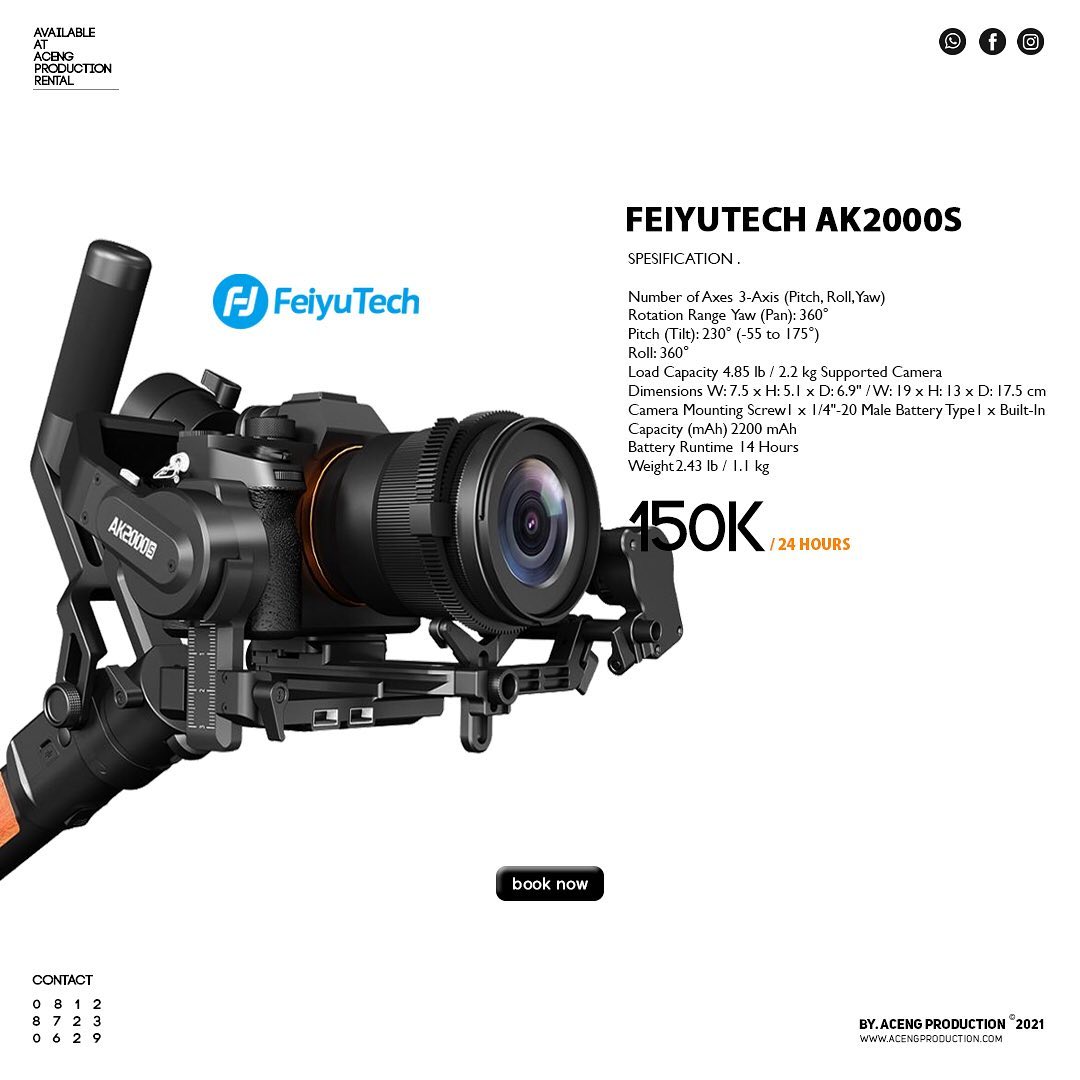 AVAILABLE
AT
ACENG
PRODUCTION
RENTAL
FEIYUTECH AK2000S
SPESIFICATION .
Number of Axes 3-Axis (Pitch, Roll, Yaw)
Rotation Range Yaw (Pan): 360°
Pitch (Tilt): 230° (-55 to 175°)
Roll: 360°
Load Capacity 4.85 lb / 2.2 kg Supported Camera
Dimensions W: 7.5 x H: 5.1 x D: 6.9" / W: 19 x H: 13 x D: 17.5 cm
Camera Mounting Screw1 x 1/4"-20 Male Battery Type1 x Built-In
Capacity (mAh) 2200 mAh
Battery Runtime 14 Hours
Weight2.43 lb / 1.1 kg
150K / 24 HOURS
FeiyuTech
AK2000S
1
2
3
book now
CONTACT
0 8 1 2
8 7 2 3
0 6 2 9
BY. ACENG PRODUCTION ©2021
WWW.ACENGPRODUCTION.COM